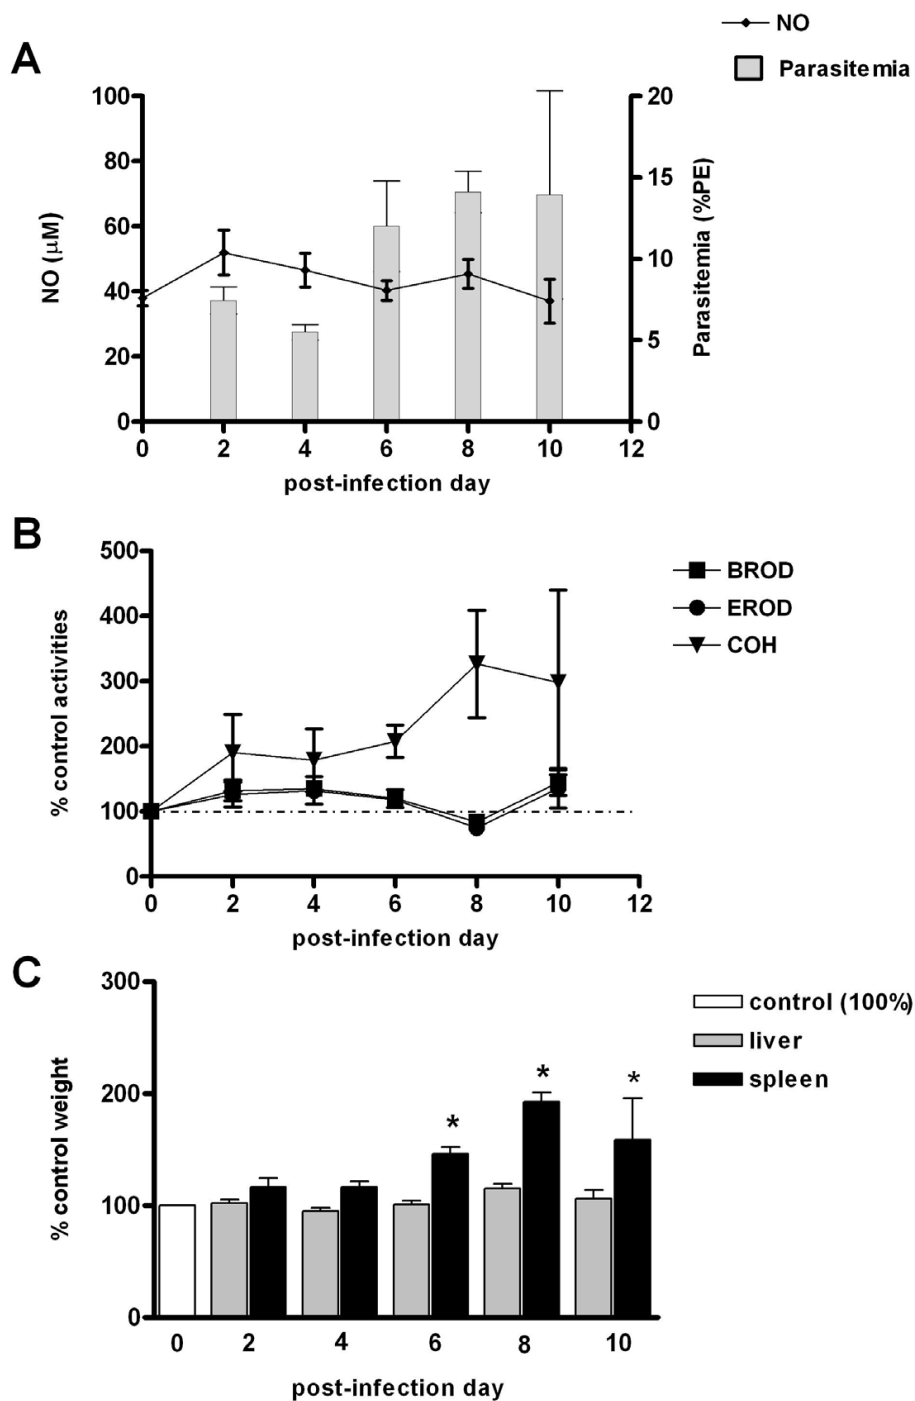 NO
A
Parasitemia
100
80
60
40
20
0
NO (μM)
20
15
10
5
0
Parasitemia (%PE)
0 2 4 6 8 10 12
post-infection day
B
500
400
300
200
100
0
% control activities
BROD
EROD
COH
0 2 4 6 8 10 12
post-infection day
C
300
200
100
0
% control weight
control (100%)
liver
spleen
* * *
0 2 4 6 8 10
post-infection day